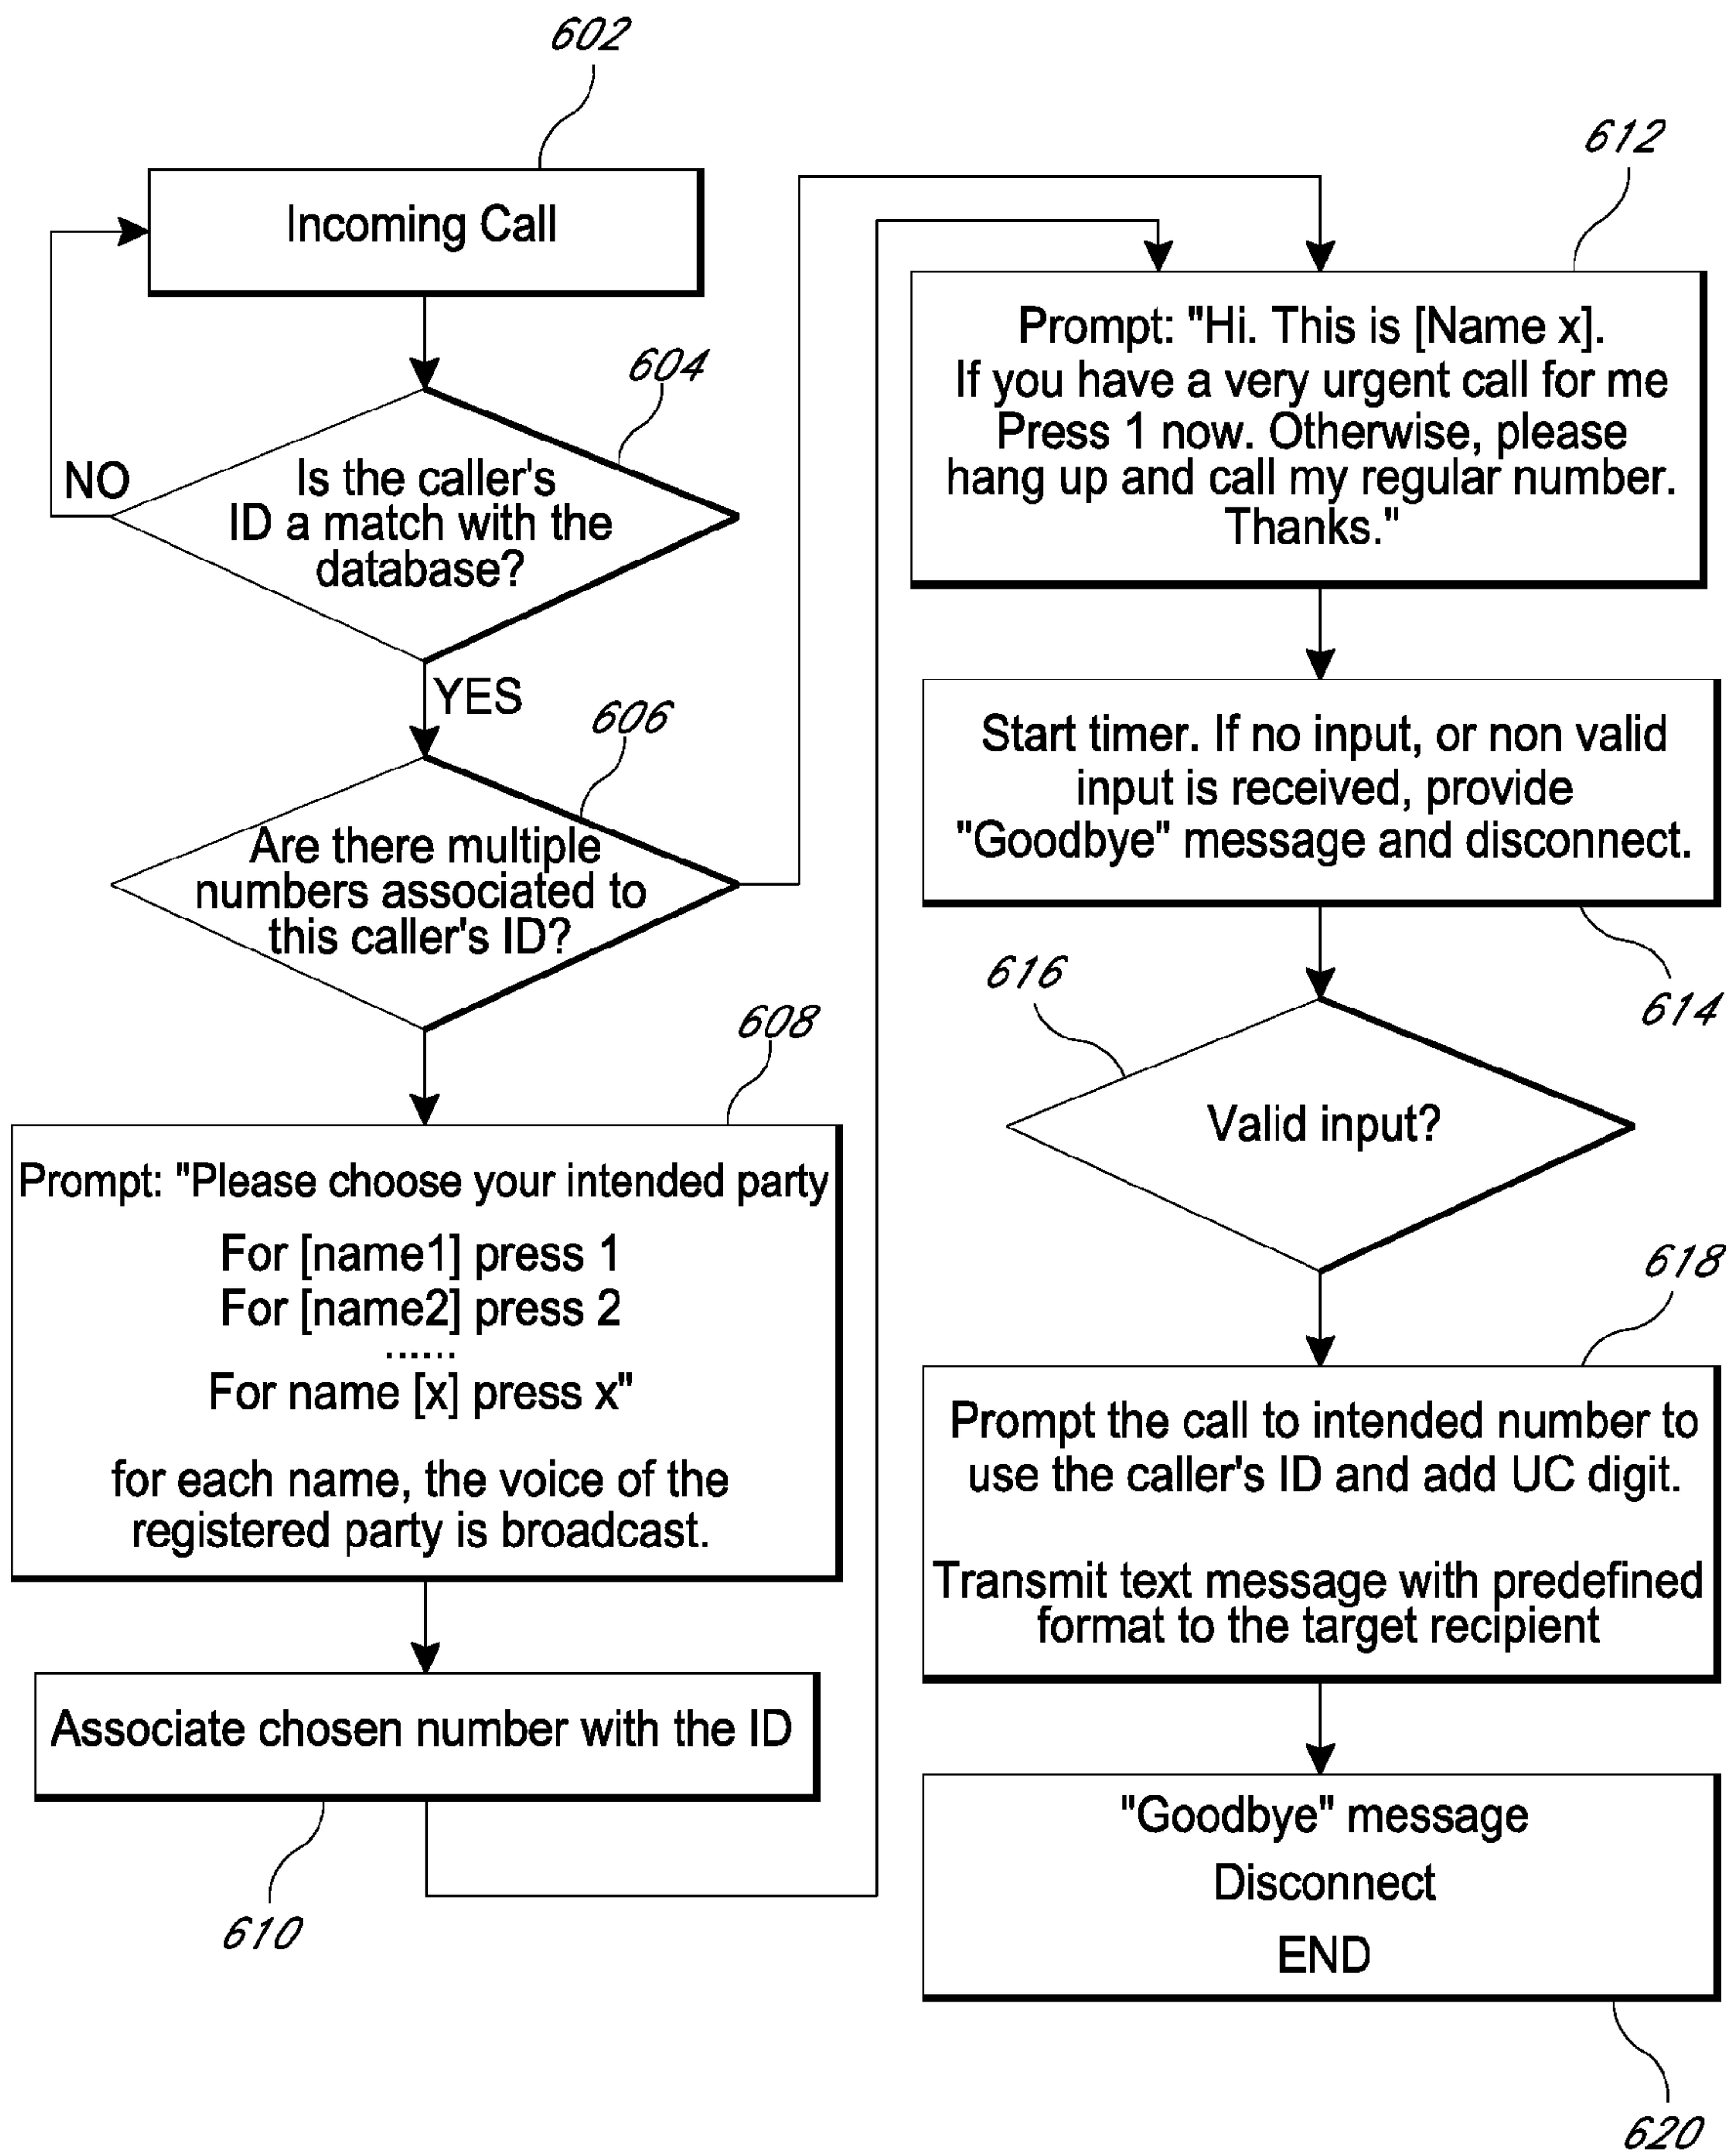 602
Incoming Call
604
Is the caller's
ID a match with the
database?
NO
YES
606
Are there multiple
numbers associated to
this caller's ID?
608
Prompt: "Please choose your intended party
For [name1] press 1
For [name2] press 2
......
For name [x] press x"
for each name, the voice of the
registered party is broadcast.
Associate chosen number with the ID
610
612
Prompt: "Hi. This is [Name x].
If you have a very urgent call for me
Press 1 now. Otherwise, please
hang up and call my regular number.
Thanks."
Start timer. If no input, or non valid
input is received, provide
"Goodbye" message and disconnect.
614
616
Valid input?
618
Prompt the call to intended number to
use the caller's ID and add UC digit.
Transmit text message with predefined
format to the target recipient
"Goodbye" message
Disconnect
END
620